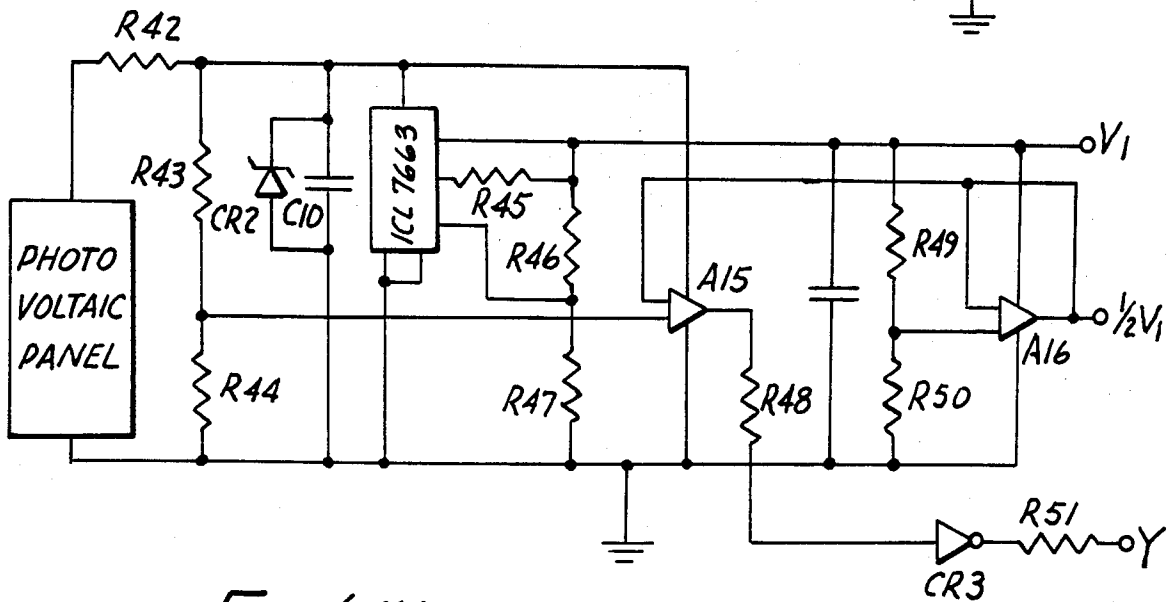 R42
V1
ICL 7663
R43
CR2
C10
R45
R49
R46
PHOTO
VOLTAIC
PANEL
A15
½V1
A16
R44
R47
R48
R50
R51
Y
CR3